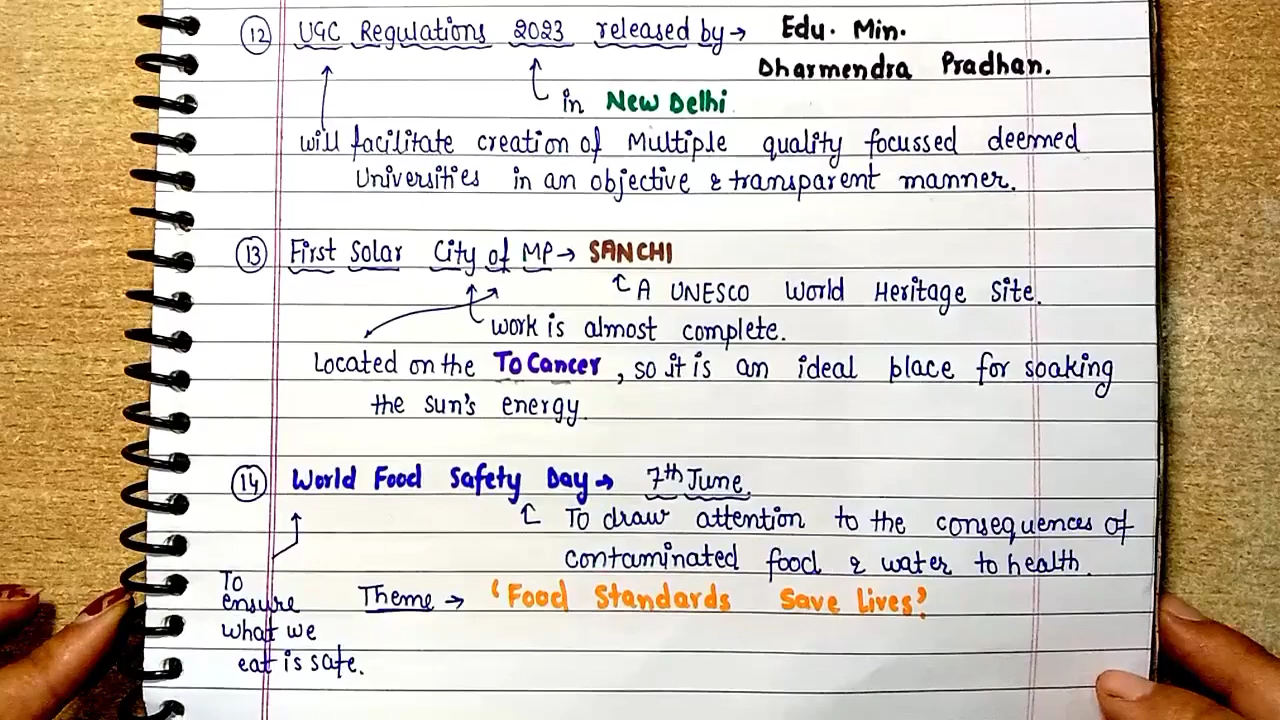 12 UGC Regulations 2023 released by → Edu. Min.
Dharmendra Pradhan.
in New Delhi.
will facilitate creation of Multiple quality focussed deemed
Universities in an objective & transparent manner.
13 First Solar City of MP → SANCHI
A UNESCO World Heritage Site.
work is almost complete.
Located on the To Cancer, so it is an ideal place for soaking
the sun's energy.
14 World Food Safety Day → 7th June.
To draw attention to the consequences of
contaminated food & water to health.
To
ensure
what we
eat is safe.
Theme → 'Food Standards Save Lives'